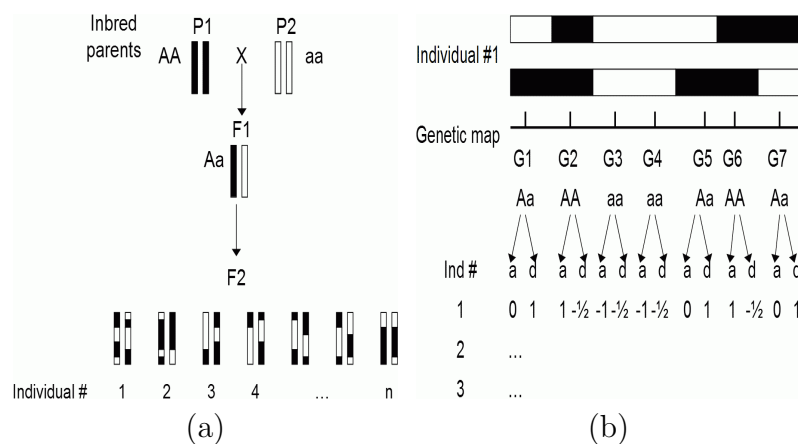 Inbred parents
P1 P2
AA X aa
F1
Aa
F2
Individual # 1 2 3 4 ... n
(a)
Individual #1
Genetic map
G1 G2 G3 G4 G5 G6 G7
Aa AA aa aa Aa AA Aa
Ind # a d a d a d a d a d a d a d
1 0 1 1 -½ -1 -½ -1 -½ 0 1 1 -½ 0 1
2 ...
3 ...
(b)